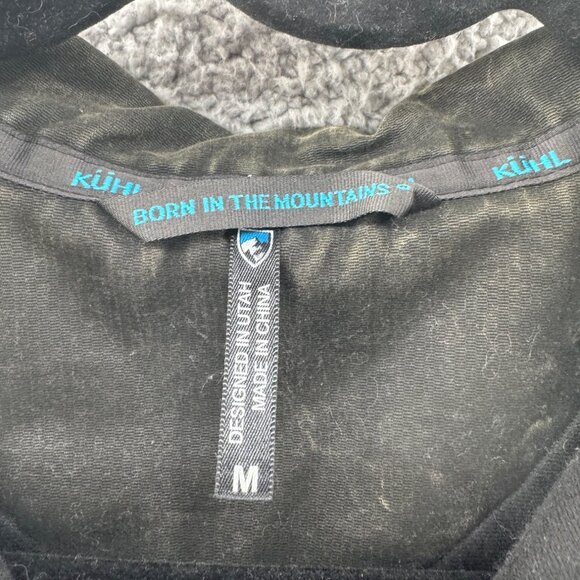 KÜHL
KÜHL
BORN IN THE MOUNTAINS
DESIGNED IN UTAH
MADE IN CHINA
M